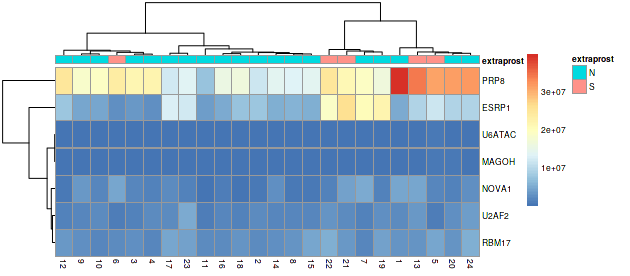 extraprost
extraprost
N
S
PRP8
3e+07
ESRP1
2e+07
U6ATAC
MAGOH
1e+07
NOVA1
U2AF2
RBM17
12 9 10 6 3 4 17 23 11 16 18 2 14 8 15 22 21 7 19 1 13 5 20 24